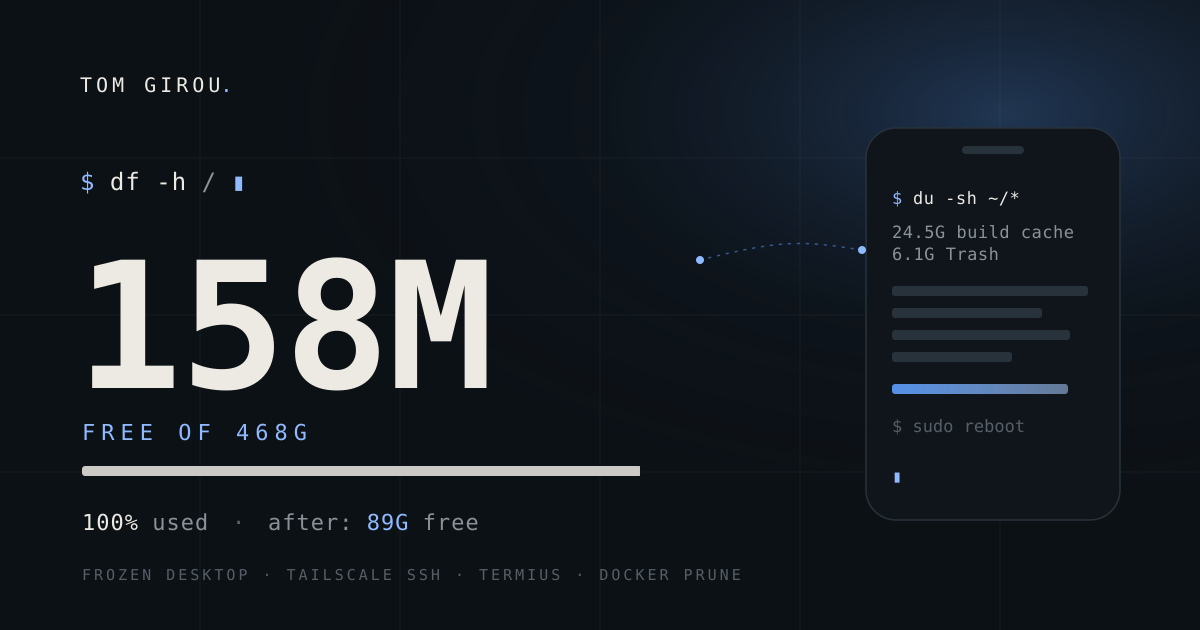 TOM GIROU.
$ df -h /
158M
FREE OF 468G
100% used · after: 89G free
FROZEN DESKTOP · TAILSCALE SSH · TERMIUS · DOCKER PRUNE
$ du -sh ~/*
24.5G build cache
6.1G Trash
$ sudo reboot